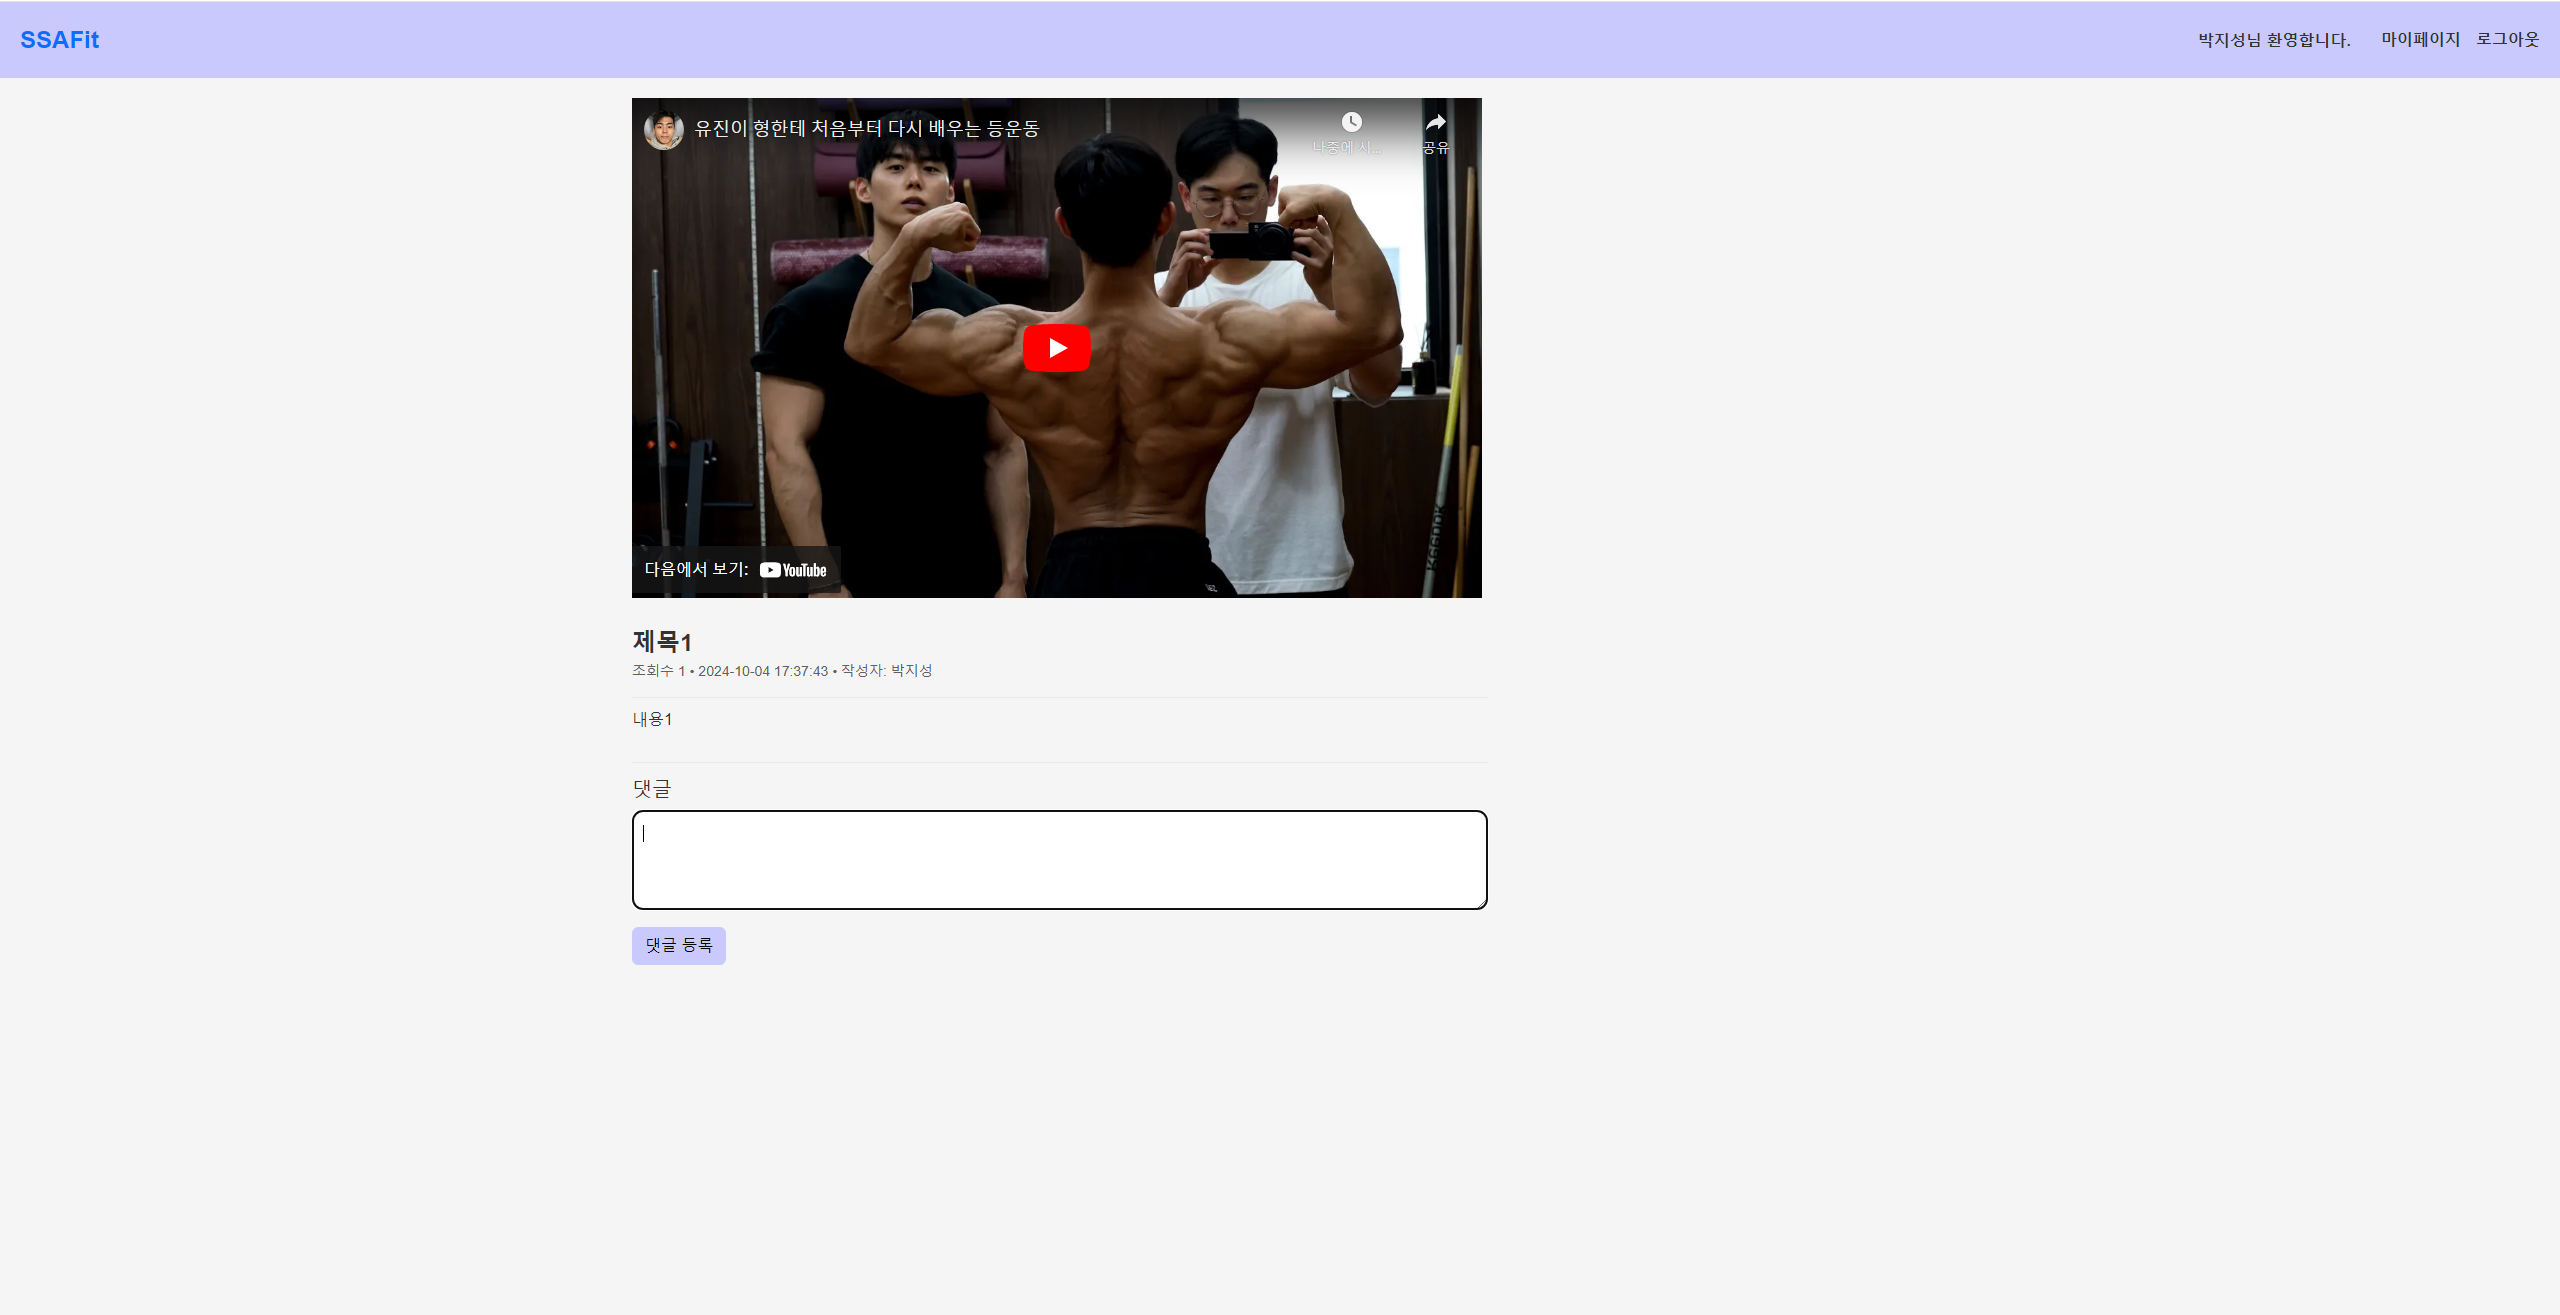 SSAFit
박지성님 환영합니다. 마이페이지 로그아웃
유진이 형한테 처음부터 다시 배우는 등운동
나중에 시... 공유
Reebok
다음에서 보기: YouTube
제목1
조회수 1 • 2024-10-04 17:37:43 • 작성자: 박지성
내용1
댓글
댓글 등록